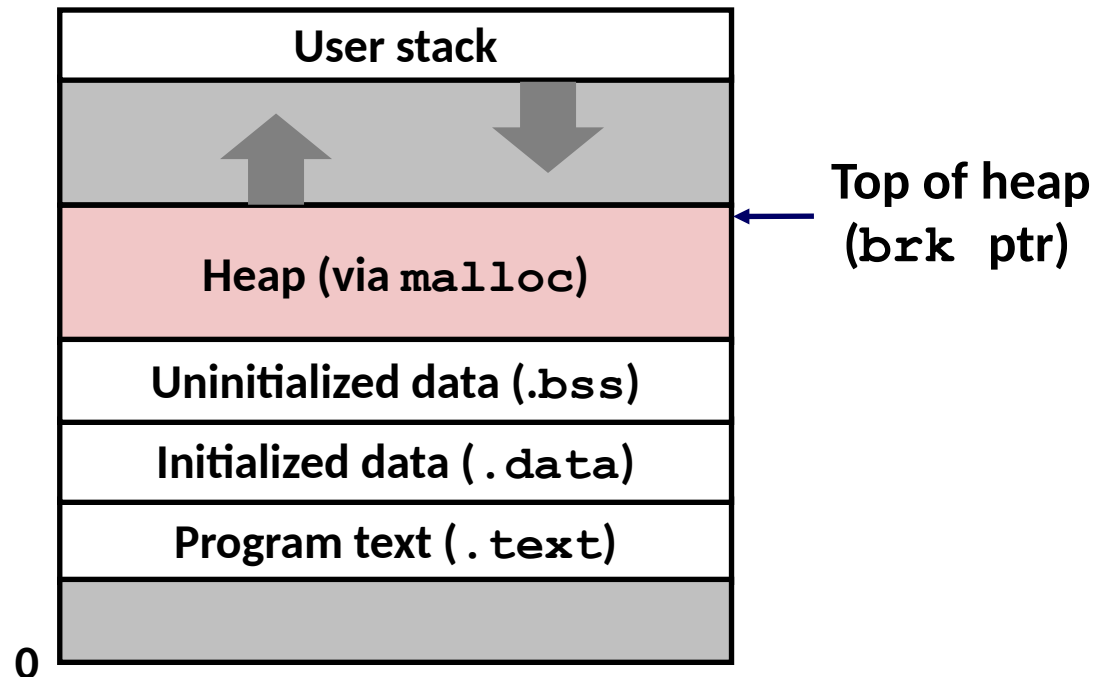 User stack
Top of heap
(brk ptr)
Heap (via malloc)
Uninitialized data (.bss)
Initialized data (.data)
Program text (.text)
0